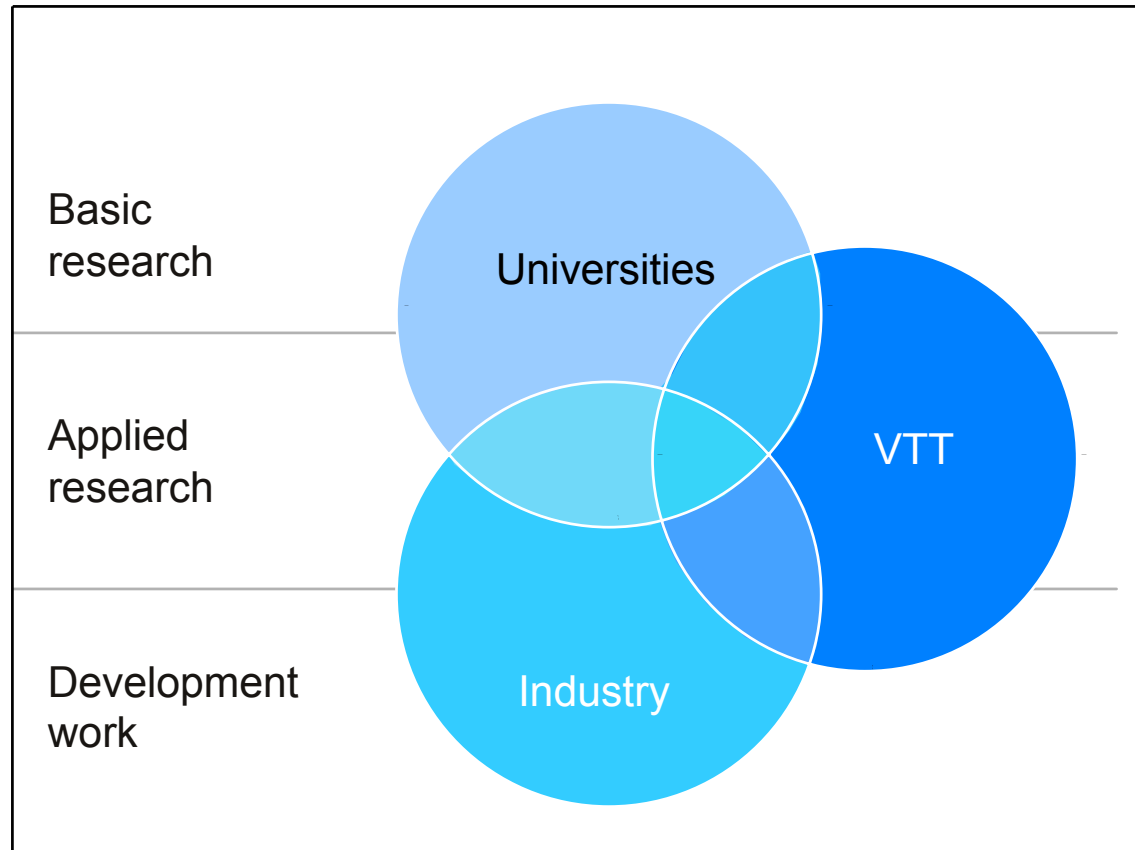 Basic
research
Universities
Applied
research
VTT
Development
work
Industry